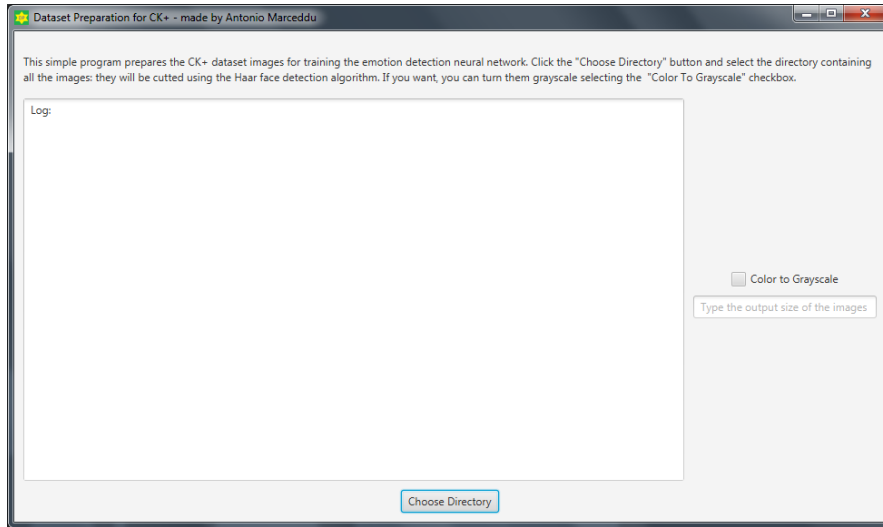 Dataset Preparation for CK+ - made by Antonio Marceddu
This simple program prepares the CK+ dataset images for training the emotion detection neural network. Click the "Choose Directory" button and select the directory containing
all the images: they will be cutted using the Haar face detection algorithm. If you want, you can turn them grayscale selecting the "Color To Grayscale" checkbox.
Log:
Color to Grayscale
Type the output size of the images
Choose Directory